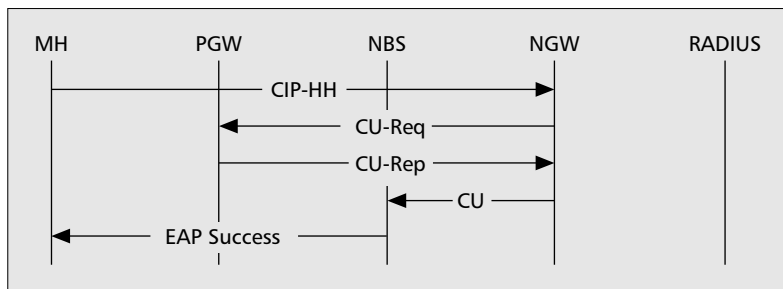 MH PGW NBS NGW RADIUS
CIP-HH
CU-Req
CU-Rep
CU
EAP Success